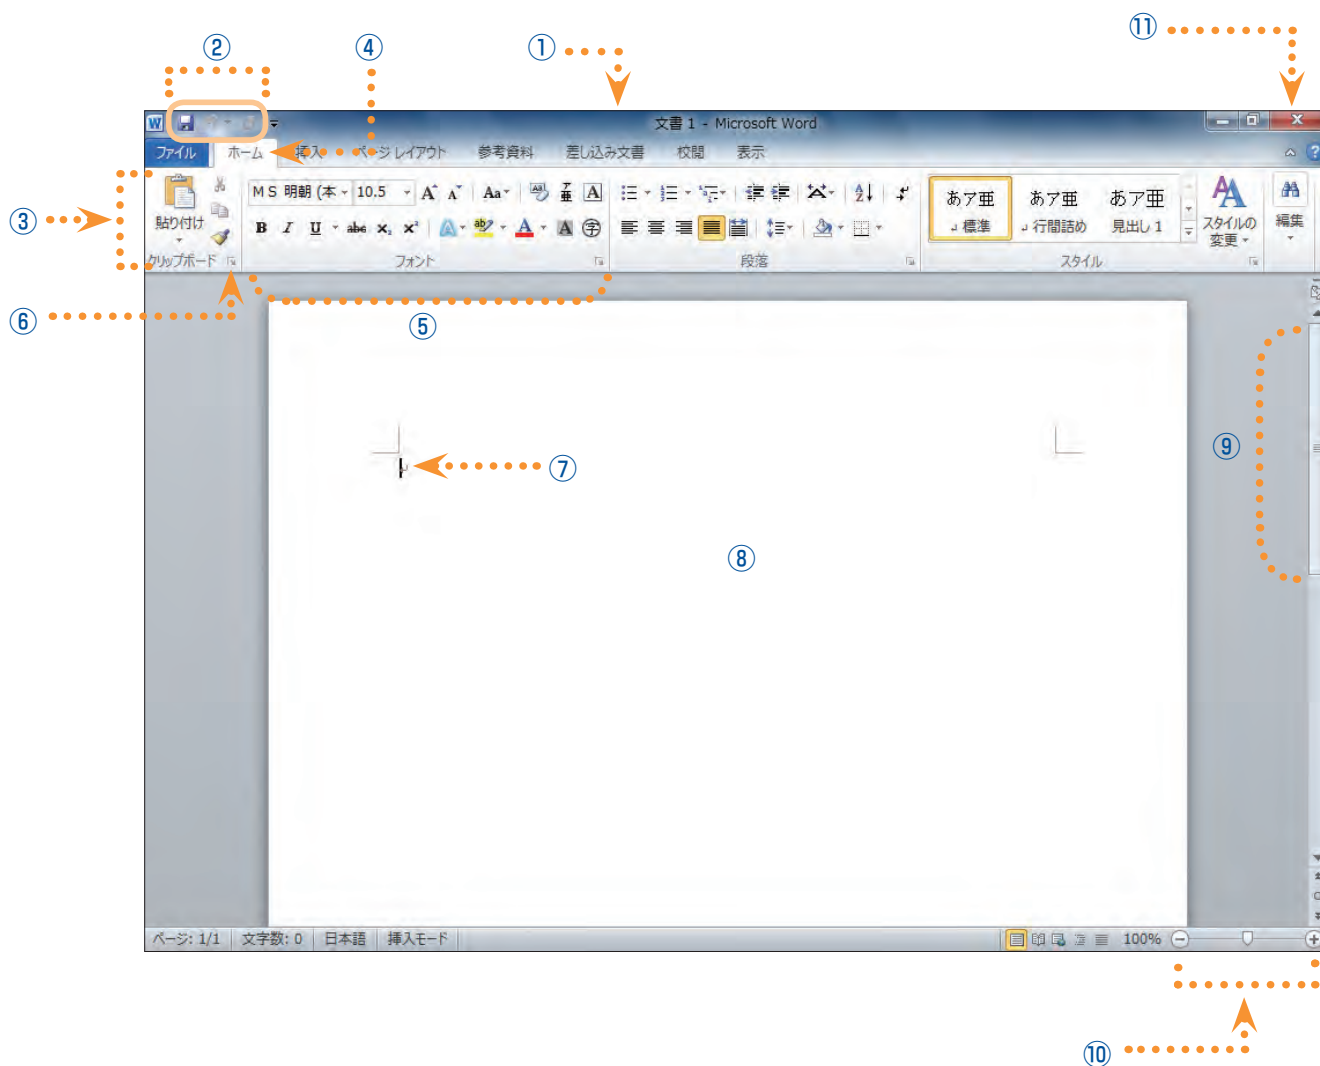 ② ④ ① ⑪
文書 1 - Microsoft Word
ファイル ホーム 挿入 ページ レイアウト 参考資料 差し込み文書 校閲 表示
③
貼り付け
クリップボード
MS 明朝 (本 10.5
フォント
段落
あア亜 あア亜 あア亜
標準 行間詰め 見出し 1
スタイルの
変更
スタイル
編集
⑥ ⑤
⑨
⑦
⑧
ページ: 1/1 文字数: 0 日本語 挿入モード 100%
⑩